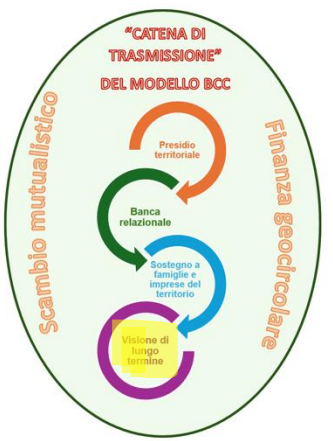 “CATENA DI
TRASMISSIONE”
DEL MODELLO BCC
Scambio mutualistico
Finanza geocircolare
Presidio
territoriale
Banca
relazionale
Sostegno a
famiglie e
imprese del
territorio
Visione di
lungo
termine